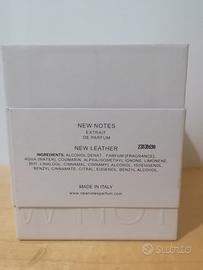 NEW NOTES
EXTRAIT
DE PARFUM
NEW LEATHER
INGREDIENTS: ALCOHOL DENAT., PARFUM [FRAGRANCE],
AQUA [WATER], COUMARIN, ALPHA-ISOMETHYL IONONE, LIMONENE,
BHT, LINALOOL, CINNAMAL, CINNAMYL ALCOHOL, ISOEUGENOL,
BENZYL CINNAMATE, CITRAL, EUGENOL, BENZYL ALCOHOL.
MADE IN ITALY
www.newnotesparfum.com
Subito